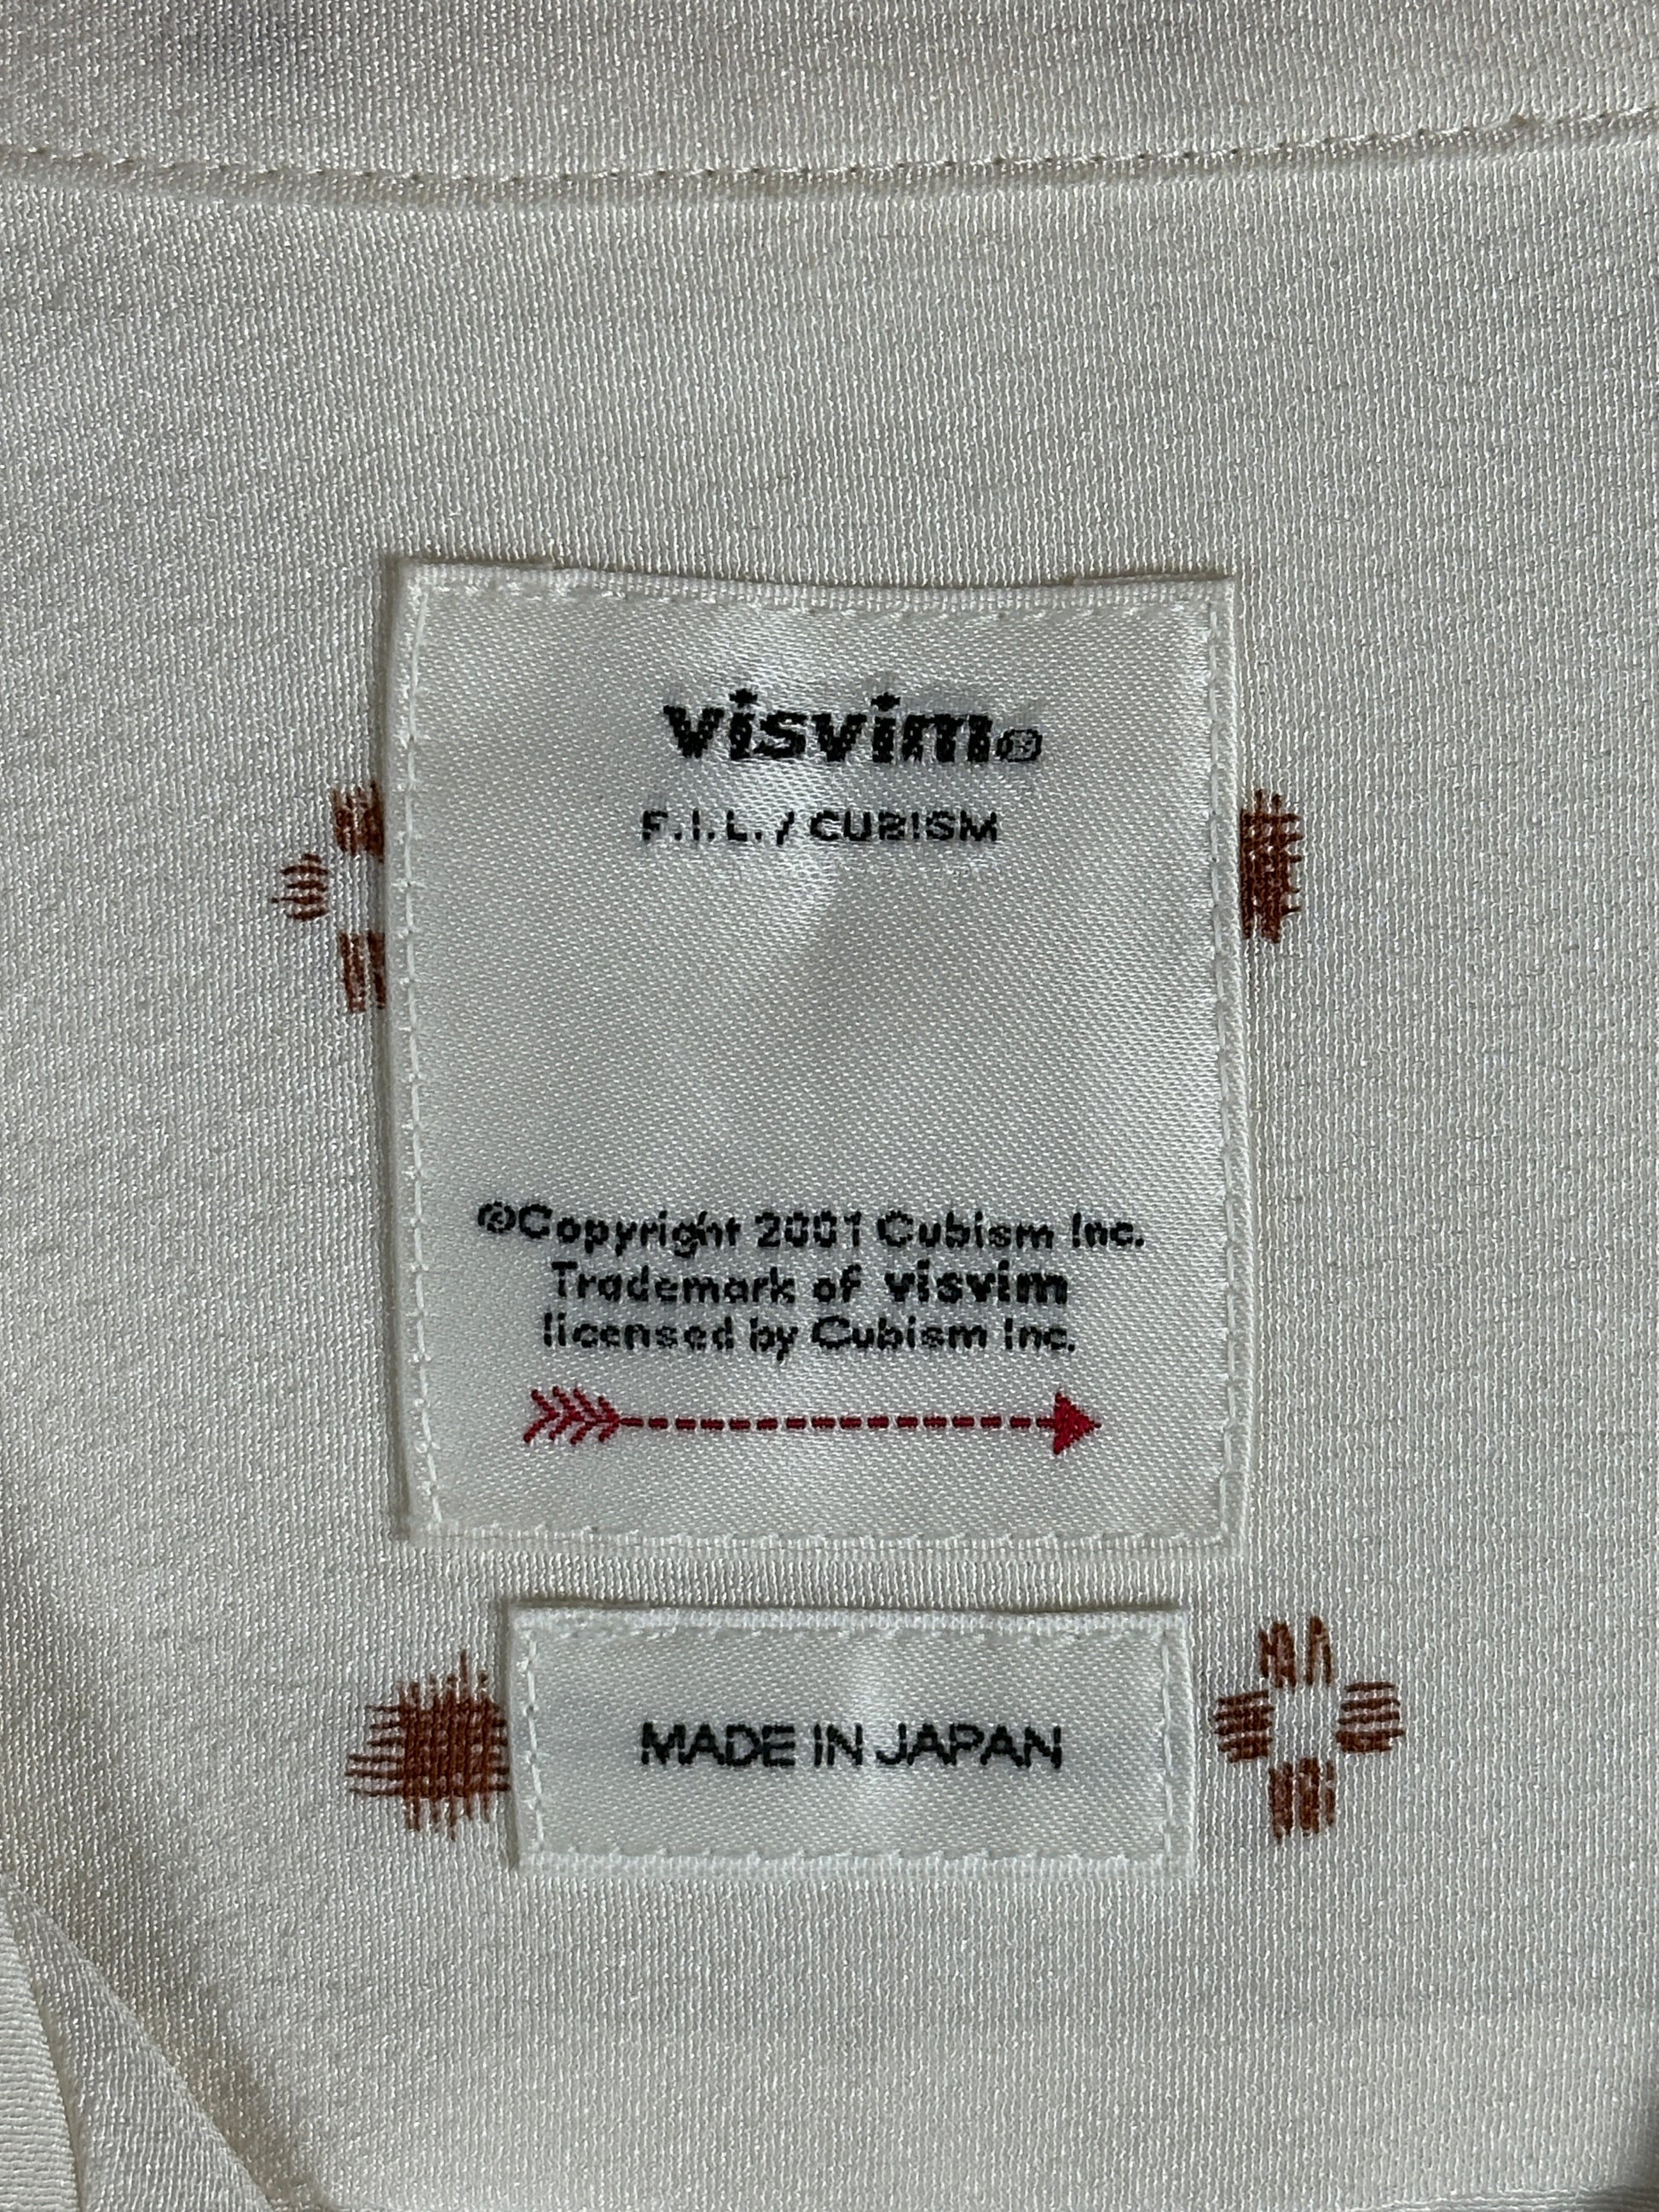 visvim®
F.I.L. / CUBISM
©Copyright 2001 Cubism Inc.
Trademark of visvim
licensed by Cubism Inc.
MADE IN JAPAN